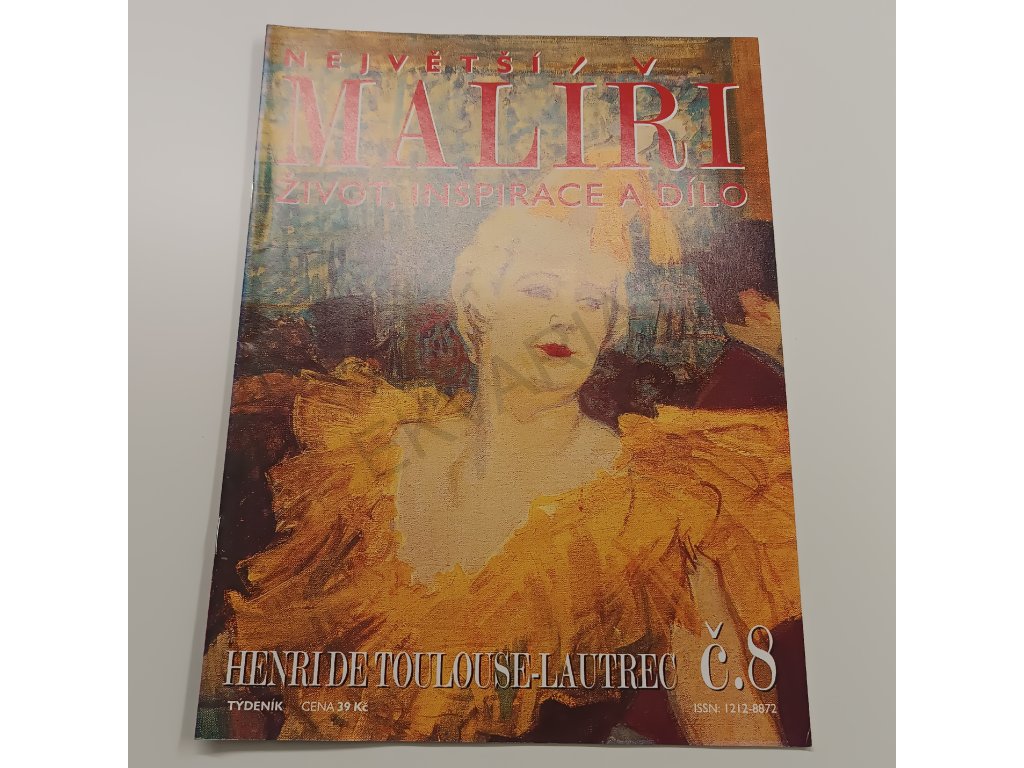 NEJVĚTŠÍ
MALÍŘI
ŽIVOT, INSPIRACE A DÍLO
HENRI DE TOULOUSE-LAUTREC č.8
TÝDENÍK CENA 39 Kč ISSN: 1212-8872